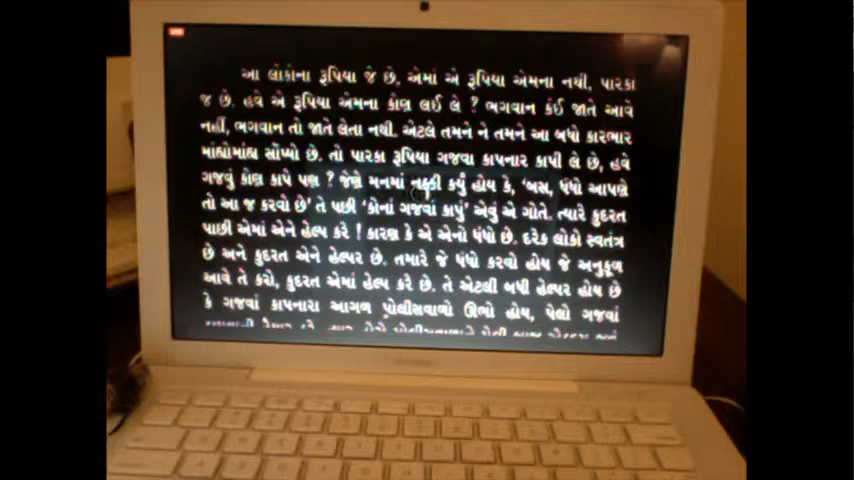 આ લોકોના રૂપિયા જે છે, એમાં એ રૂપિયા એમના નથી, પારકા
જ છે. હવે એ રૂપિયા એમના કોણ લઈ લે ? ભગવાન કંઈ જાતે આવે
નહીં, ભગવાન તો જાતે લેતા નથી. એટલે તમને ને તમને આ બધો કારભાર
માંહ્યોમાંહ્ય સોંપ્યો છે. તો પારકા રૂપિયા ગજવા કાપનાર કાપી લે છે, હવે
ગજવું કોણ કાપે પણ ? જેણે મનમાં નક્કી કર્યું હોય કે, ‘બસ, ધંધો આપણે
તો આ જ કરવો છે’ તે પછી ‘કોનાં ગજવાં કાપું’ એવું એ ગોતે. ત્યારે કુદરત
પાછી એમાં એને હેલ્પ કરે ! કારણ કે એ એનો ધંધો છે. દરેક લોકો સ્વતંત્ર
છે અને કુદરત એને હેલ્પર છે. તમારે જે ધંધો કરવો હોય જે અનુકૂળ
આવે તે કરો, કુદરત એમાં હેલ્પ કરે છે. તે એટલી બધી હેલ્પર હોય છે
કે ગજવાં કાપનારા આગળ પોલીસવાળો ઊભો હોય, પેલો ગજવાં